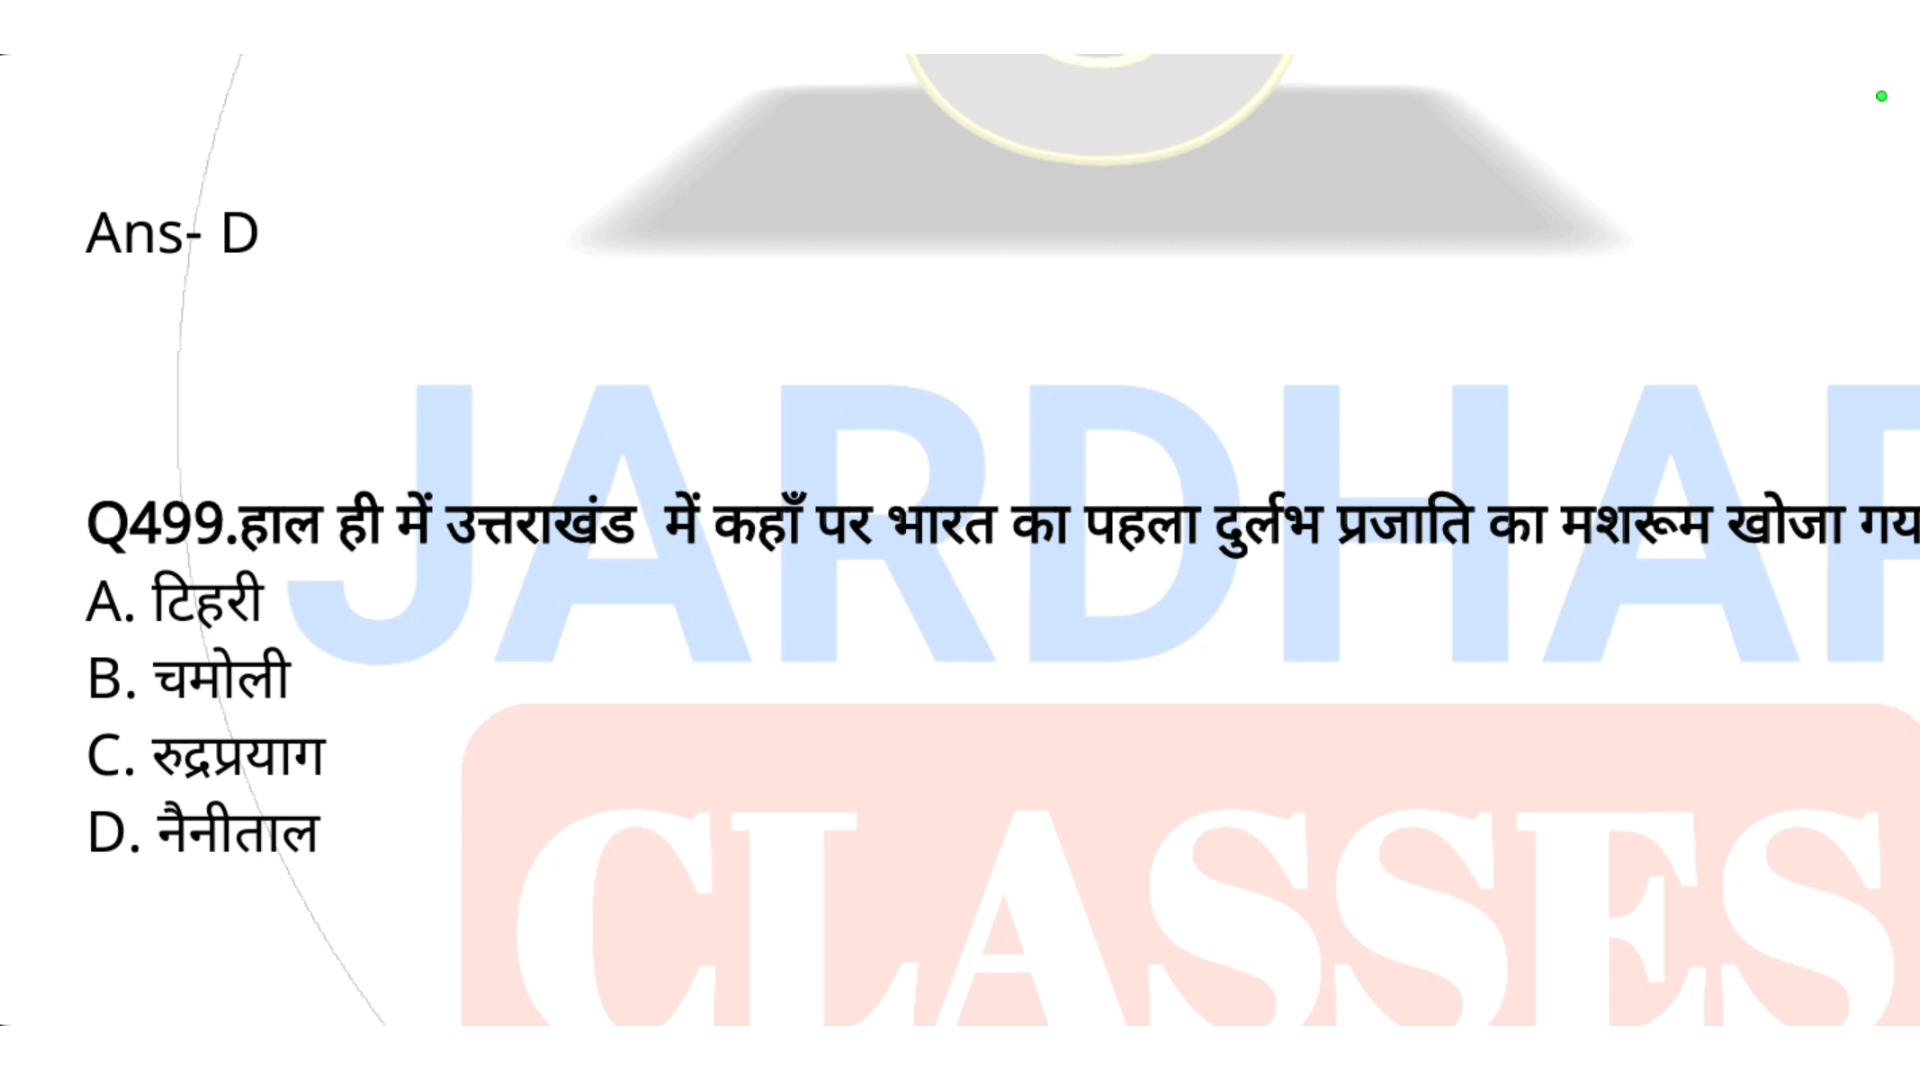 Ans- D
JARDHAR
Q499.हाल ही में उत्तराखंड में कहाँ पर भारत का पहला दुर्लभ प्रजाति का मशरूम खोजा गय
A. टिहरी
B. चमोली
C. रुद्रप्रयाग
D. नैनीताल
CLASSES